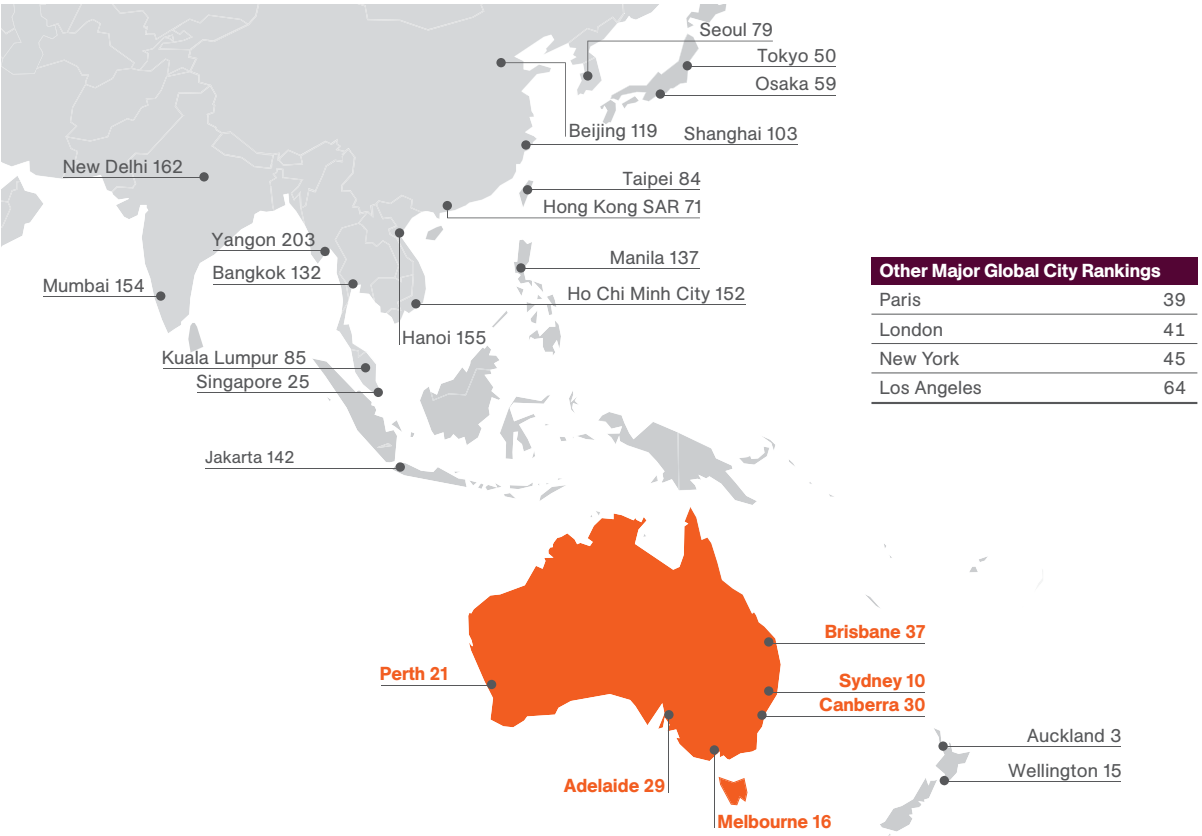 Seoul 79
Tokyo 50
Osaka 59
Beijing 119
Shanghai 103
New Delhi 162
Taipei 84
Hong Kong SAR 71
Yangon 203
Manila 137
Bangkok 132
Mumbai 154
Ho Chi Minh City 152
Hanoi 155
Kuala Lumpur 85
Singapore 25
Jakarta 142
Other Major Global City Rankings
Paris 39
London 41
New York 45
Los Angeles 64
Brisbane 37
Perth 21
Sydney 10
Canberra 30
Auckland 3
Wellington 15
Adelaide 29
Melbourne 16